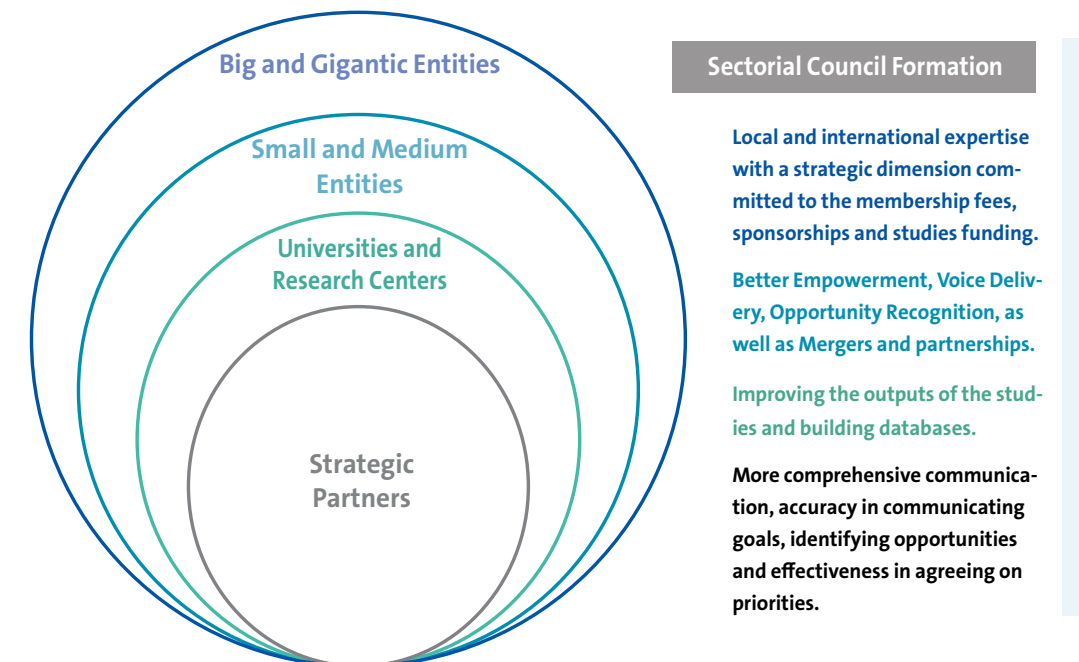 Big and Gigantic Entities
Small and Medium
Entities
Universities and
Research Centers
Strategic
Partners
Sectorial Council Formation
Local and international expertise
with a strategic dimension com-
mitted to the membership fees,
sponsorships and studies funding.
Better Empowerment, Voice Deliv-
ery, Opportunity Recognition, as
well as Mergers and partnerships.
Improving the outputs of the stud-
ies and building databases.
More comprehensive communica-
tion, accuracy in communicating
goals, identifying opportunities
and effectiveness in agreeing on
priorities.